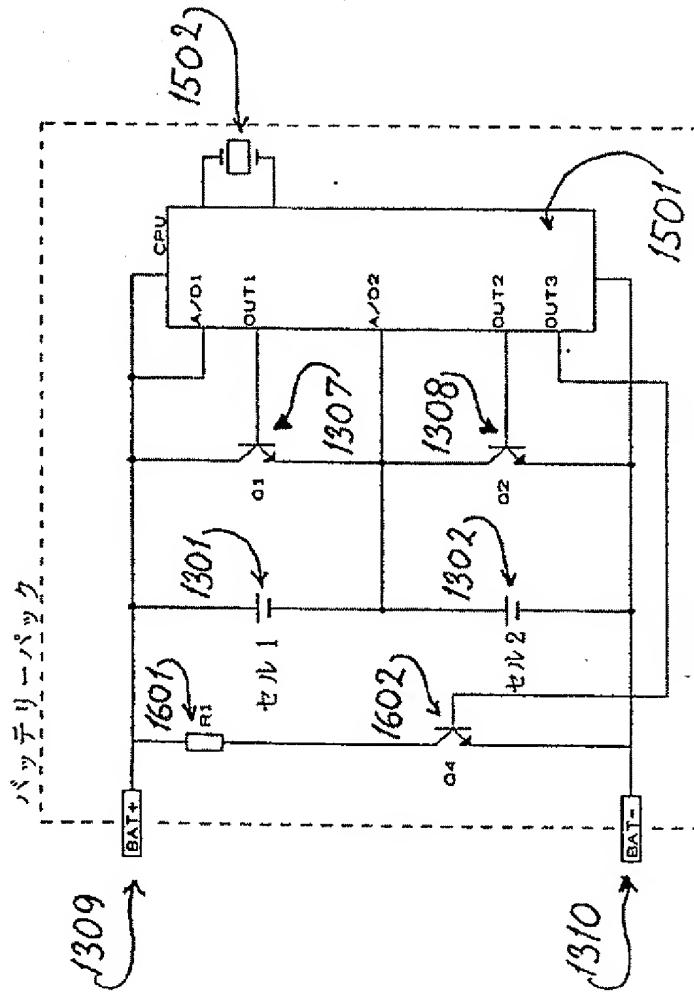 バッテリーパック
1309
BAT+
1601
R1
1301
セル1
1307
Q1
A/D1
OUT1
CPU
1502
A/D2
1602
Q4
1302
セル2
1308
Q2
OUT2
OUT3
1501
1310
BAT-